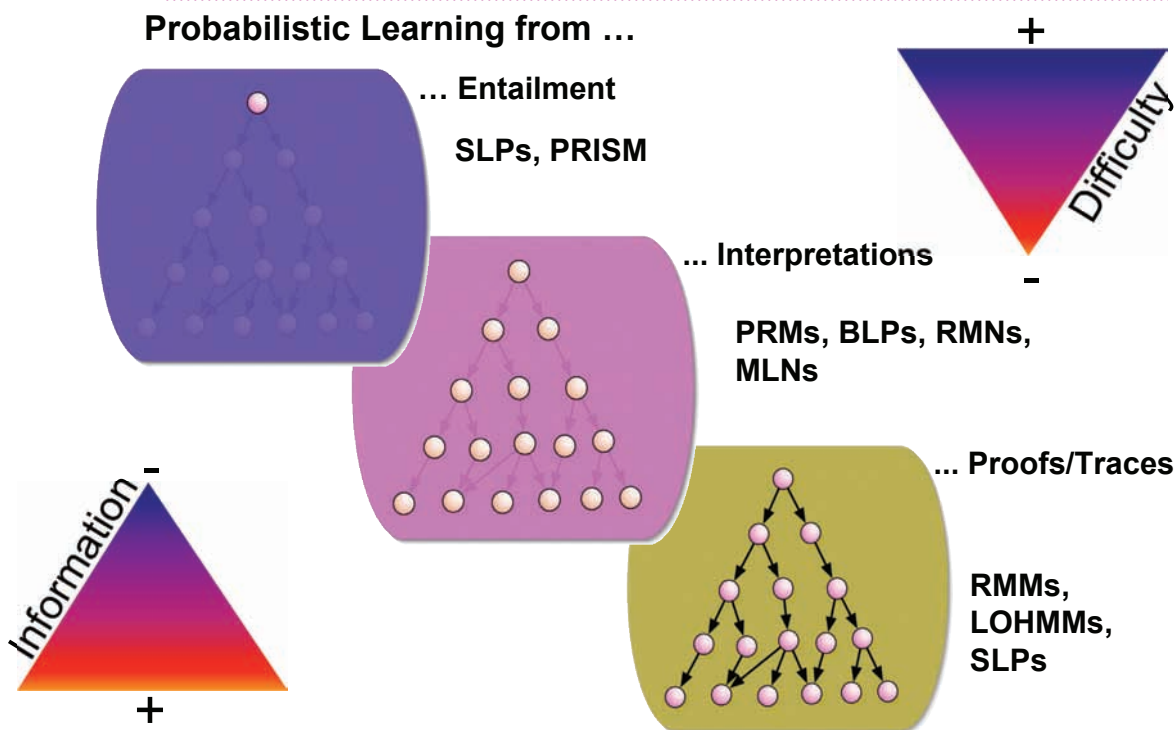 Probabilistic Learning from …
… Entailment
SLPs, PRISM
+
Difficulty
-
... Interpretations
PRMs, BLPs, RMNs,
MLNs
-
Information
+
... Proofs/Traces
RMMs,
LOHMMs,
SLPs